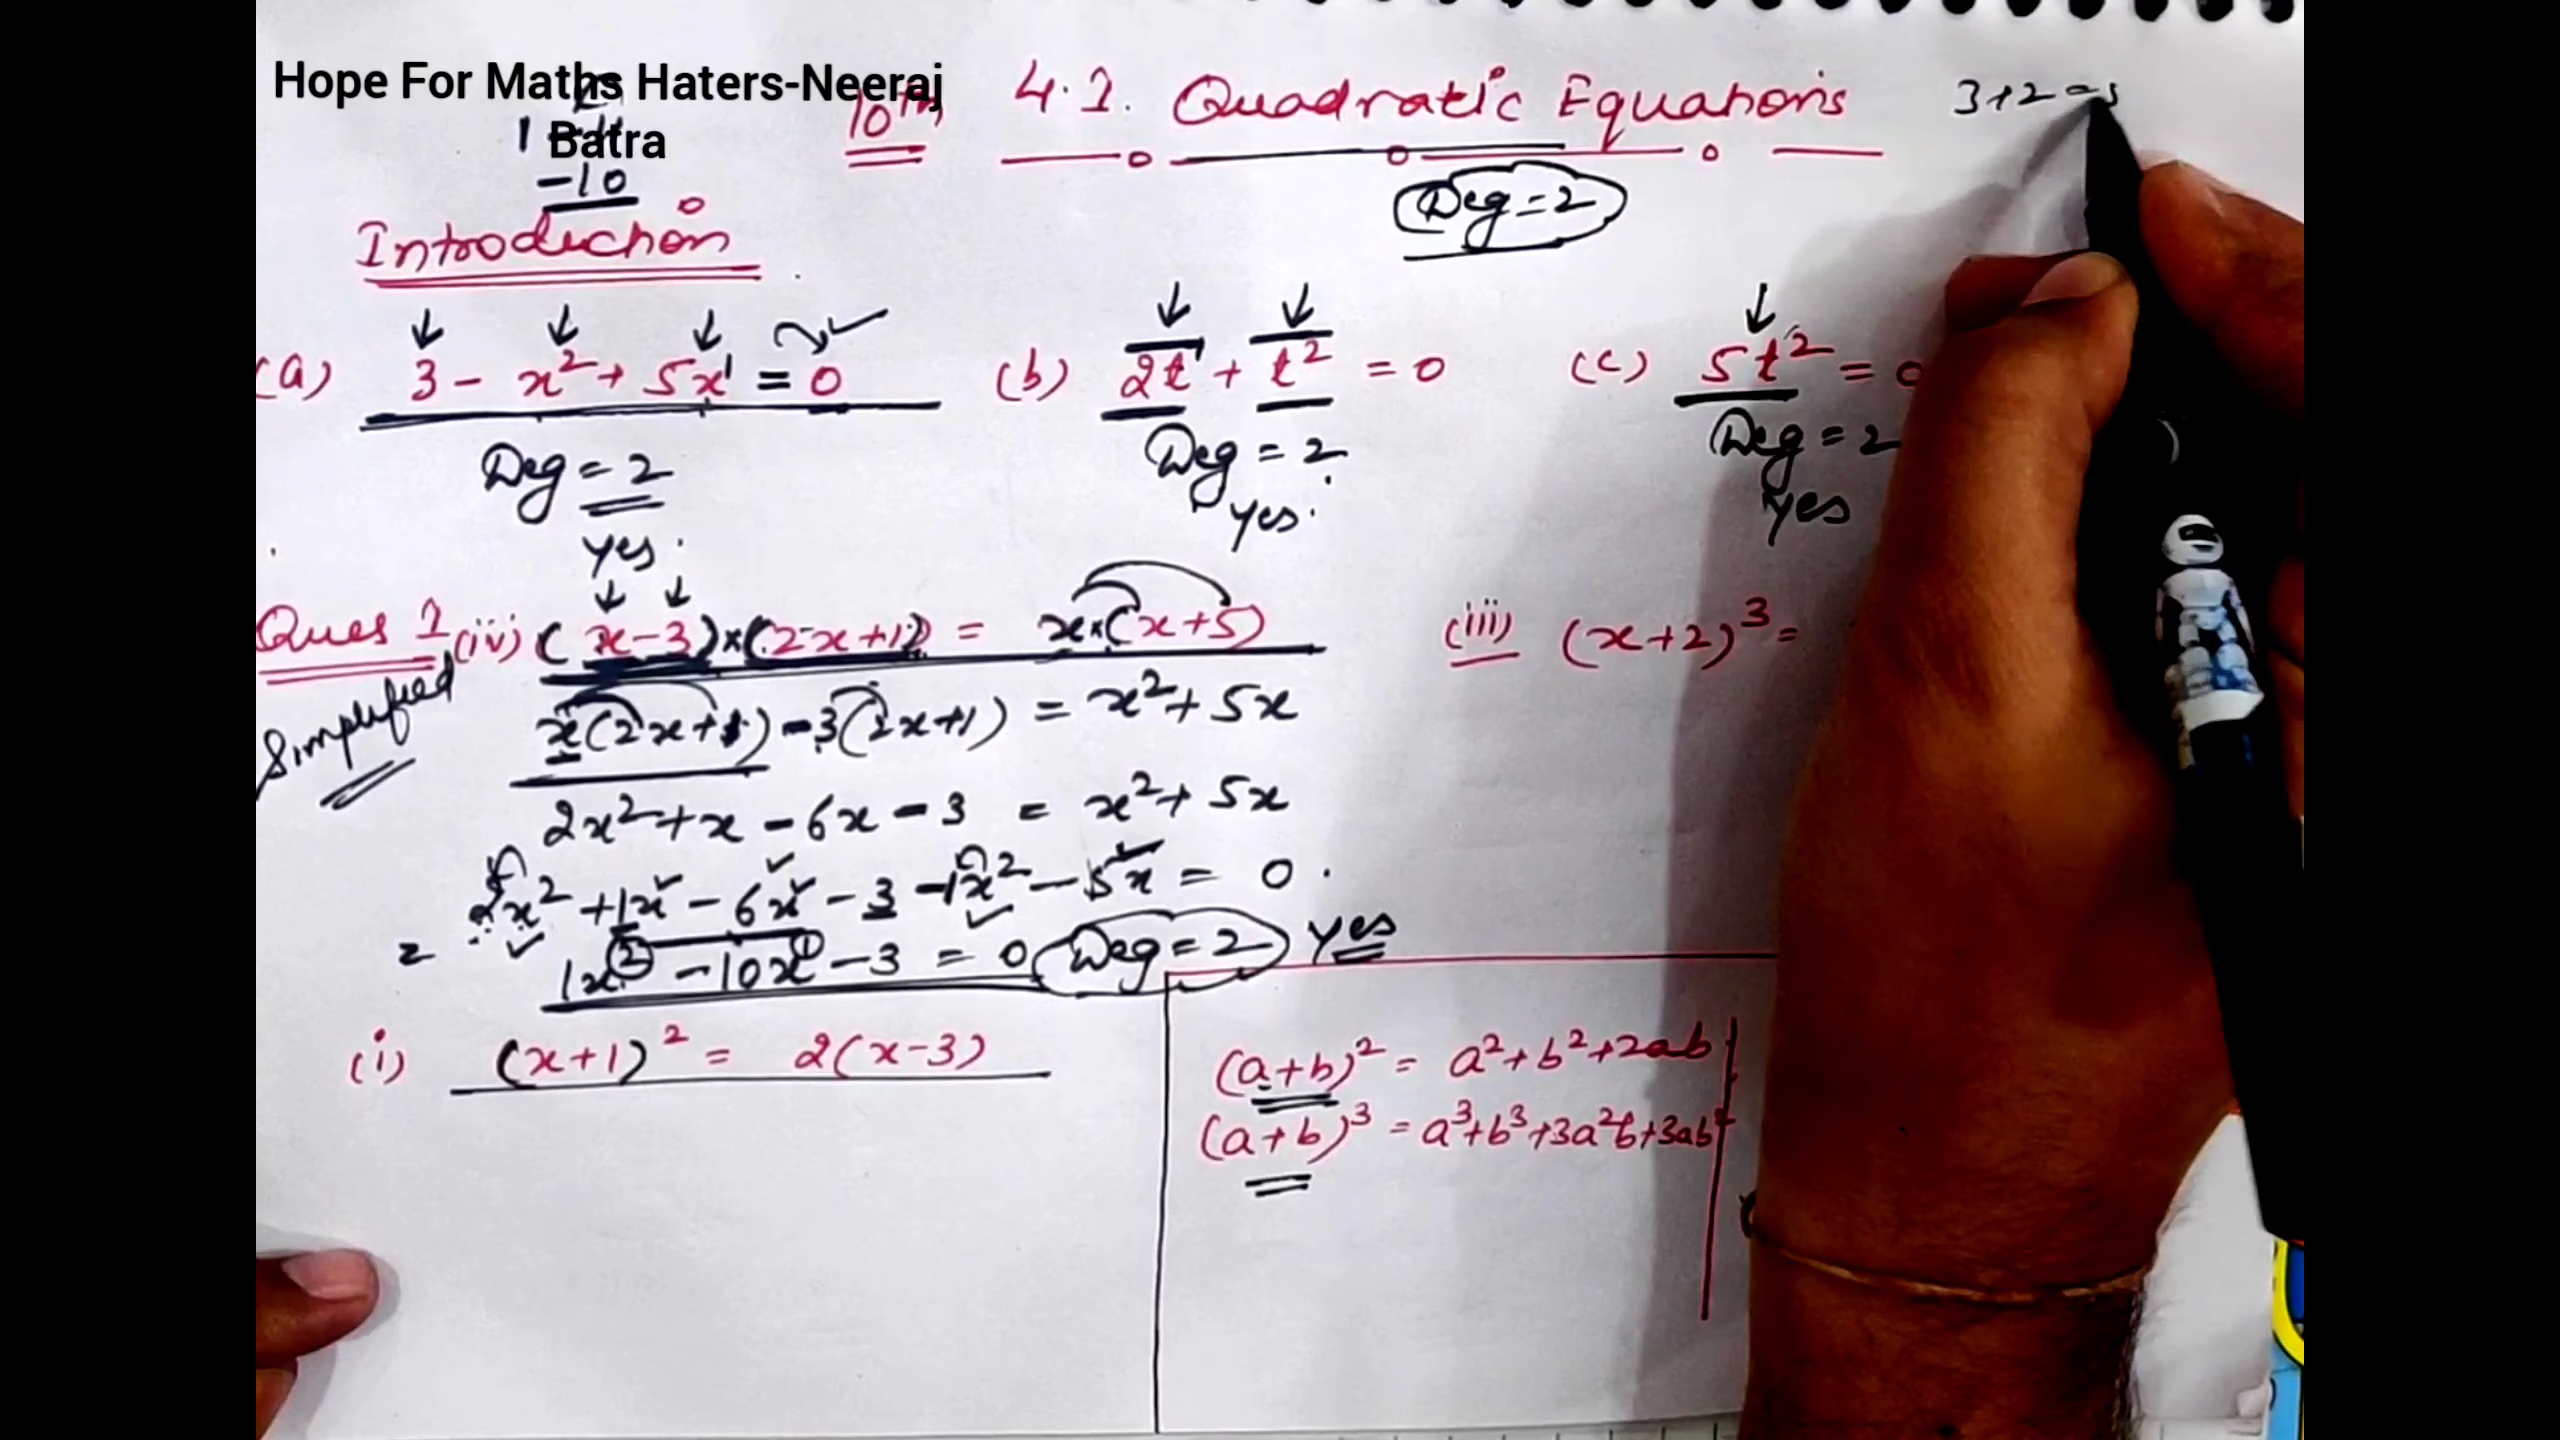 Hope For Maths Haters-Neeraj
Batra
10th 4.1. Quadratic Equations
3+2=5
-10
Deg=2
Introduction
(a) 3 - x² + 5x¹ = 0
Deg = 2
yes.
(b) 2t¹ + t² = 0
Deg = 2
yes.
(c) 5t² = 0
Deg = 2
yes
Ques 1 (iv) (x-3)×(2x+1) = x×(x+5)
Simplified
x(2x+1) - 3(2x+1) = x²+5x
2x²+x - 6x - 3 = x²+5x
2x² +1x - 6x - 3 -1x² - 5x = 0.
= 1x² - 10x¹ - 3 = 0 Deg = 2 yes
(iii) (x+2)³ =
(i) (x+1)² = 2(x-3)
(a+b)² = a²+b²+2ab
(a+b)³ = a³+b³+3a²b+3ab²